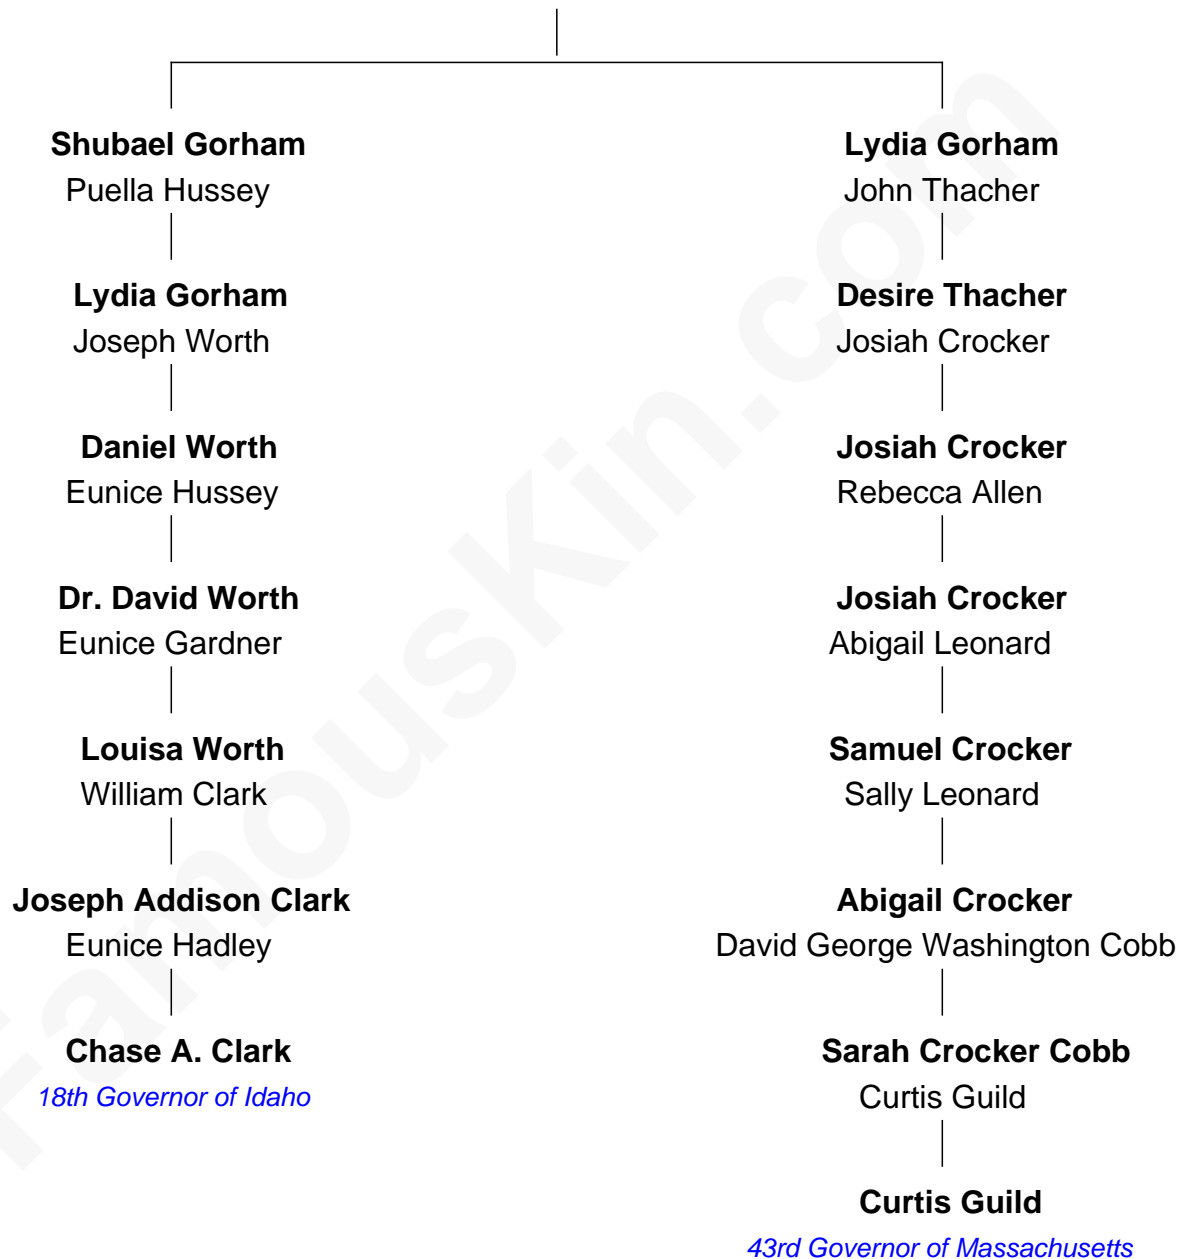 Shubael Gorham
Puella Hussey
Lydia Gorham
Joseph Worth
Daniel Worth
Eunice Hussey
Dr. David Worth
Eunice Gardner
Louisa Worth
William Clark
Joseph Addison Clark
Eunice Hadley
Chase A. Clark
18th Governor of Idaho
Lydia Gorham
John Thacher
Desire Thacher
Josiah Crocker
Josiah Crocker
Rebecca Allen
Josiah Crocker
Abigail Leonard
Samuel Crocker
Sally Leonard
Abigail Crocker
David George Washington Cobb
Sarah Crocker Cobb
Curtis Guild
Curtis Guild
43rd Governor of Massachusetts
FamousKin.com